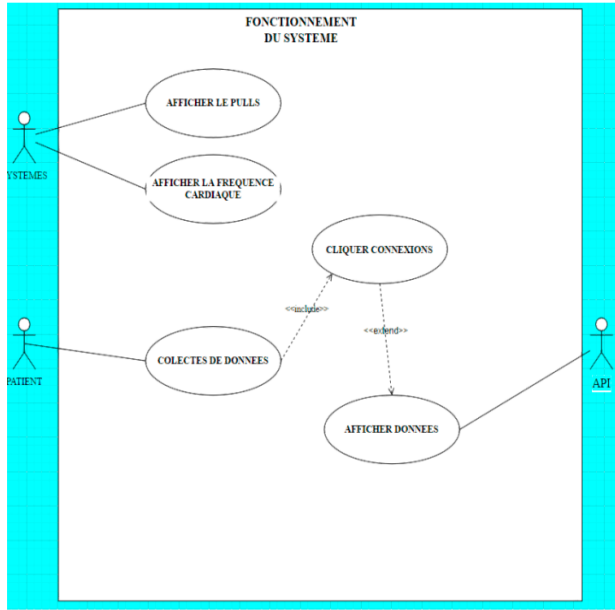 FONCTIONNEMENT
DU SYSTEME
AFFICHER LE PULLS
YSTEMES
AFFICHER LA FREQUENCE
CARDIAQUE
CLIQUER CONNEXIONS
<<include>>
<<extend>>
COLECTES DE DONNEES
PATIENT
API
AFFICHER DONNEES